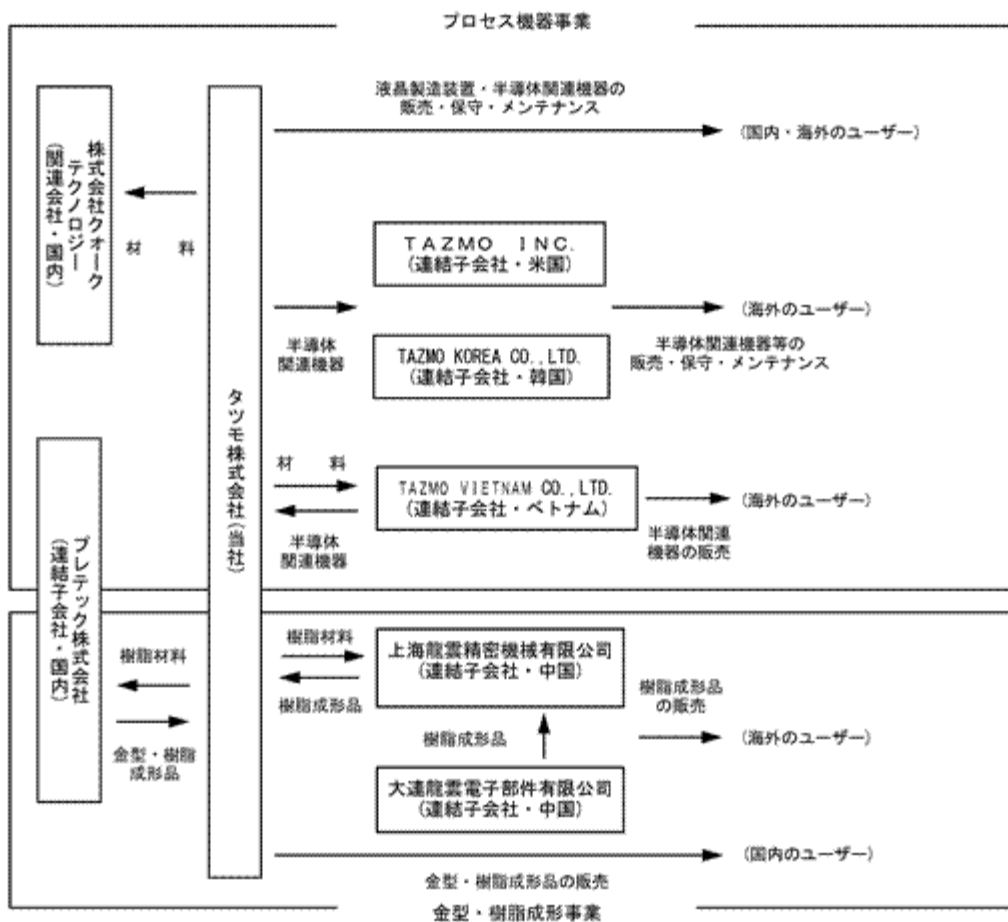 プロセス機器事業
液晶製造装置・半導体関連機器の
販売・保守・メンテナンス
(国内・海外のユーザー)
株式会社クォーク
テクノロジー
(関連会社・国内)
材　料
TAZMO INC.
(連結子会社・米国)
(海外のユーザー)
半導体
関連機器
半導体関連機器等の
販売・保守・メンテナンス
TAZMO KOREA CO.,LTD.
(連結子会社・韓国)
タツモ株式会社(当社)
材　料
TAZMO VIETNAM CO.,LTD.
(連結子会社・ベトナム)
(海外のユーザー)
半導体
関連機器
半導体関連
機器の販売
プレテック株式会社
(連結子会社・国内)
樹脂材料
金型・樹脂
成形品
樹脂材料
樹脂成形品
上海龍雲精密機械有限公司
(連結子会社・中国)
樹脂成形品
の販売
樹脂成形品
(海外のユーザー)
大連龍雲電子部件有限公司
(連結子会社・中国)
(国内のユーザー)
金型・樹脂成形品の販売
金型・樹脂成形事業